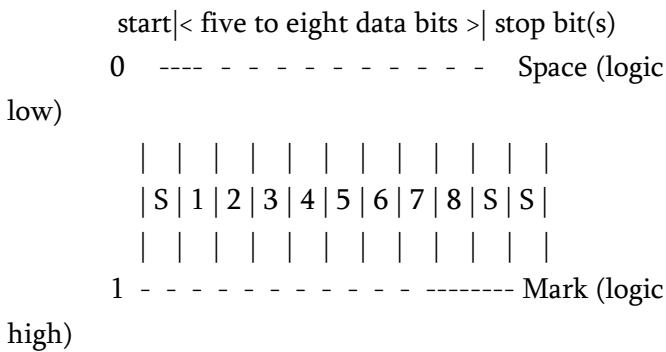 start|< five to eight data bits >| stop bit(s)
0 ---- - - - - - - - - - - Space (logic
low)
| | | | | | | | | | | |
| S | 1 | 2 | 3 | 4 | 5 | 6 | 7 | 8 | S | S |
| | | | | | | | | | | |
1 - - - - - - - - - - - -------- Mark (logic
high)